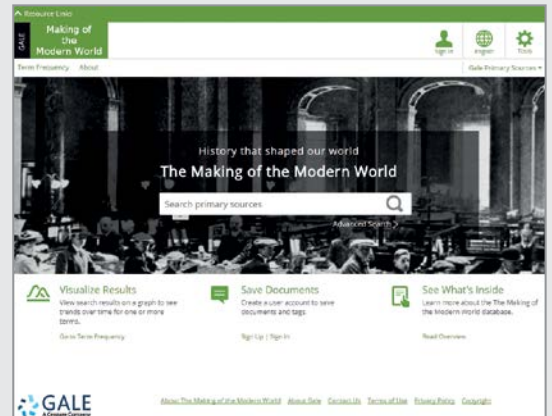 Resource Links
GALE
Making of
the
Modern World
Sign In
English
Tools
Term Frequency About
Gale Primary Sources
History that shaped our world
The Making of the Modern World
Search primary sources
Advanced Search >
Visualize Results
View search results on a graph to see
trends over time for one or more
terms.
Go to Term Frequency
Save Documents
Create a user account to save
documents and tags.
Sign Up | Sign In
See What's Inside
Learn more about the The Making of
the Modern World database.
Read Overview
GALE
A Cengage Company
About The Making of the Modern World About Gale Contact Us Terms of Use Privacy Policy Copyright